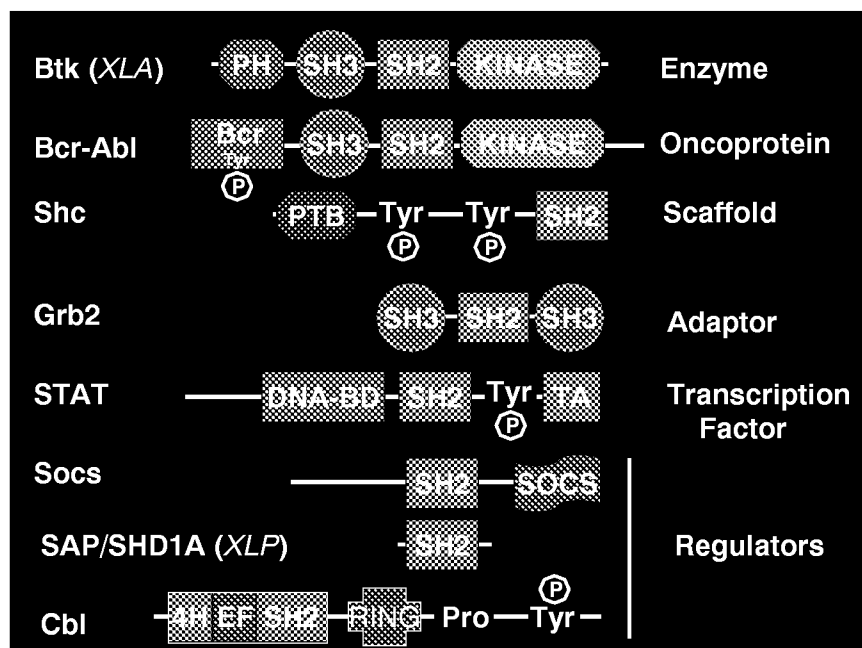 Btk (XLA) PH SH3 SH2 KINASE Enzyme
Bcr-Abl Bcr Tyr P SH3 SH2 KINASE Oncoprotein
Shc PTB Tyr P Tyr P SH2 Scaffold
Grb2 SH3 SH2 SH3 Adaptor
STAT DNA-BD SH2 Tyr P TA Transcription
Factor
Socs SH2 SOCS
SAP/SHD1A (XLP) SH2 Regulators
Cbl 4H EF SH2 RING Pro Tyr P